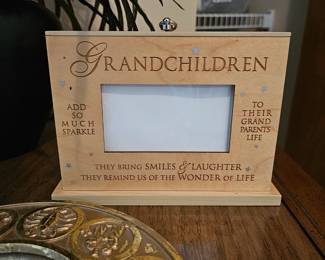 GRANDCHILDREN
ADD
SO
MUCH
SPARKLE
TO
THEIR
GRAND
PARENTS'
LIFE
THEY BRING SMILES & LAUGHTER
THEY REMIND US OF THE WONDER OF LIFE